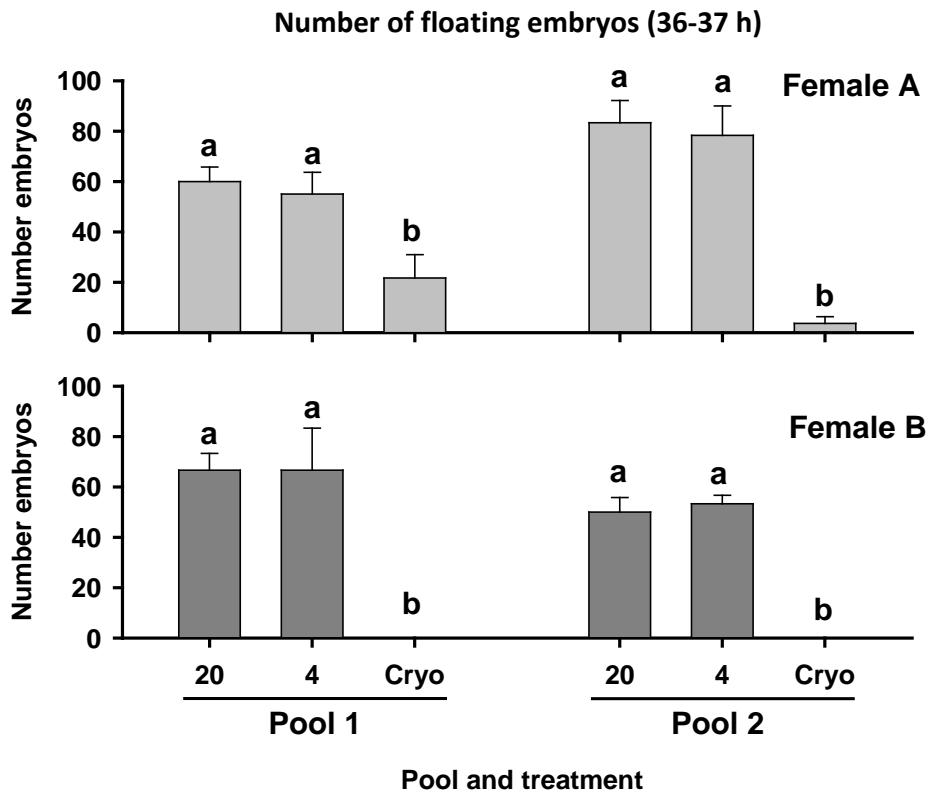 Number of floating embryos (36-37 h)
Female A
Number embryos
100
80
60
40
20
0
a
a
b
a
a
b
Female B
Number embryos
100
80
60
40
20
0
a
a
b
a
a
b
20 4 Cryo 20 4 Cryo
Pool 1 Pool 2
Pool and treatment